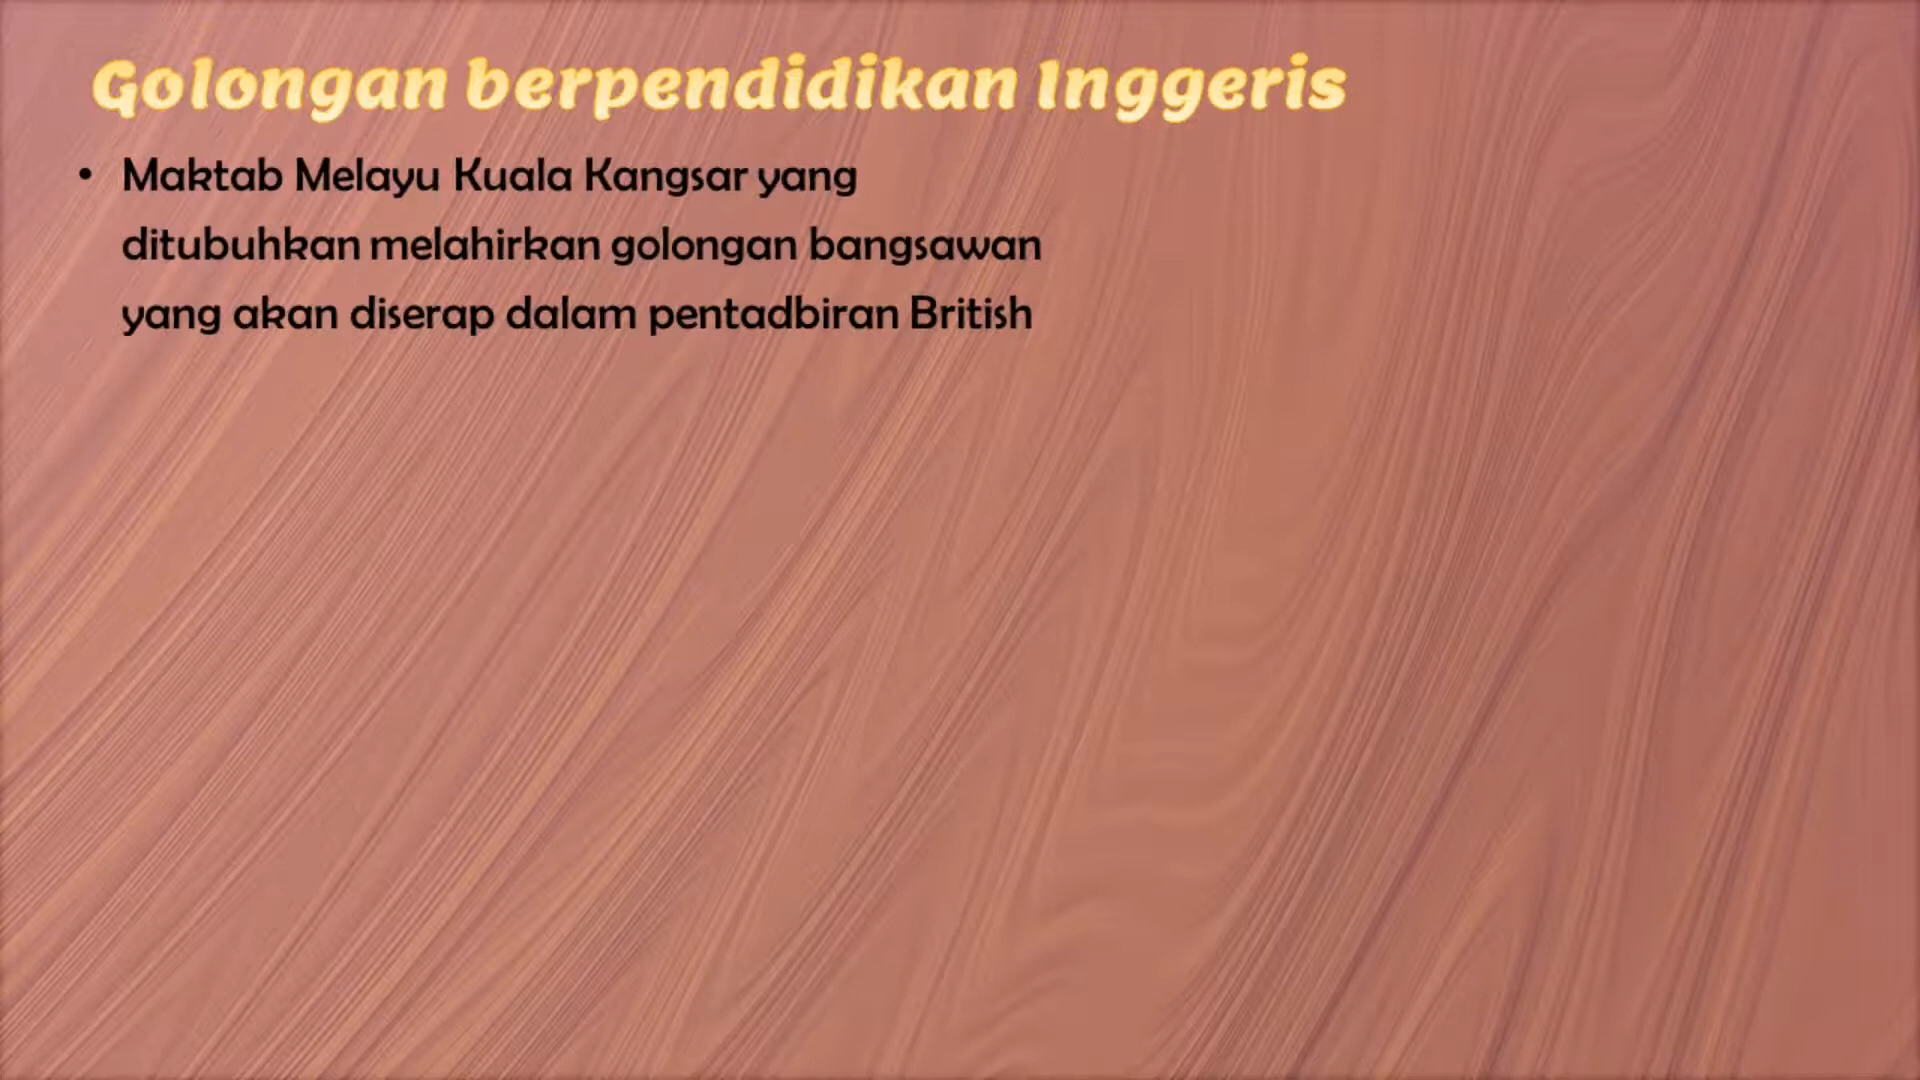 Golongan berpendidikan Inggeris
• Maktab Melayu Kuala Kangsar yang
ditubuhkan melahirkan golongan bangsawan
yang akan diserap dalam pentadbiran British